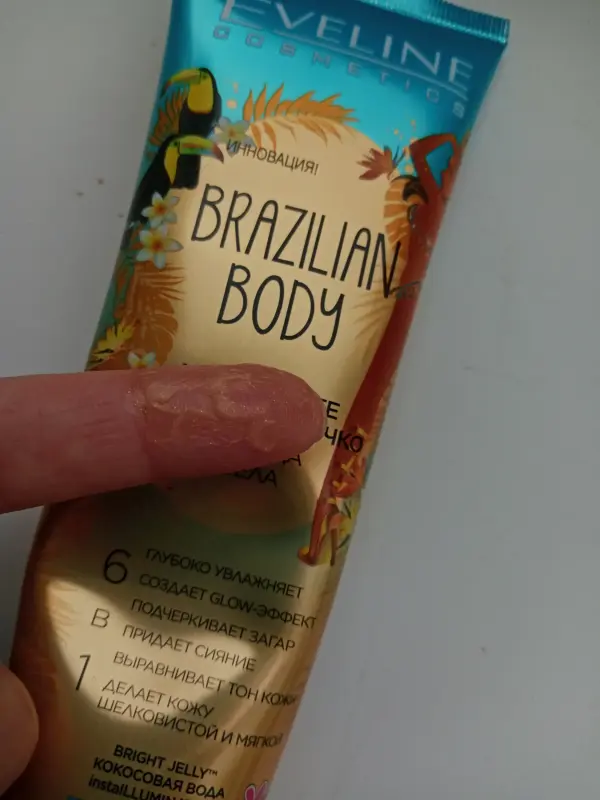 EVELINE
COSMETICS
ИННОВАЦИЯ!
BRAZILIAN
BODY
6
В
1
ГЛУБОКО УВЛАЖНЯЕТ
СОЗДАЕТ GLOW-ЭФФЕКТ
ПОДЧЕРКИВАЕТ ЗАГАР
ПРИДАЕТ СИЯНИЕ
ВЫРАВНИВАЕТ ТОН КОЖИ
ДЕЛАЕТ КОЖУ
ШЕЛКОВИСТОЙ И МЯГКОЙ
BRIGHT JELLY™
КОКОСОВАЯ ВОДА